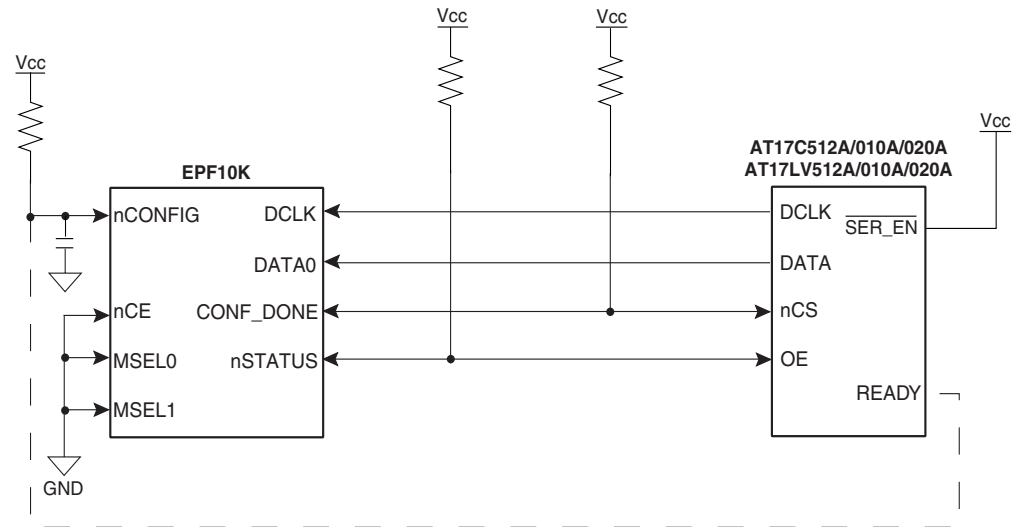 Vcc
Vcc
Vcc
Vcc
AT17C512A/010A/020A
AT17LV512A/010A/020A
EPF10K
nCONFIG
DCLK
DCLK
SER_EN
DATA0
DATA
nCE
CONF_DONE
nCS
MSEL0
nSTATUS
OE
READY
MSEL1
GND